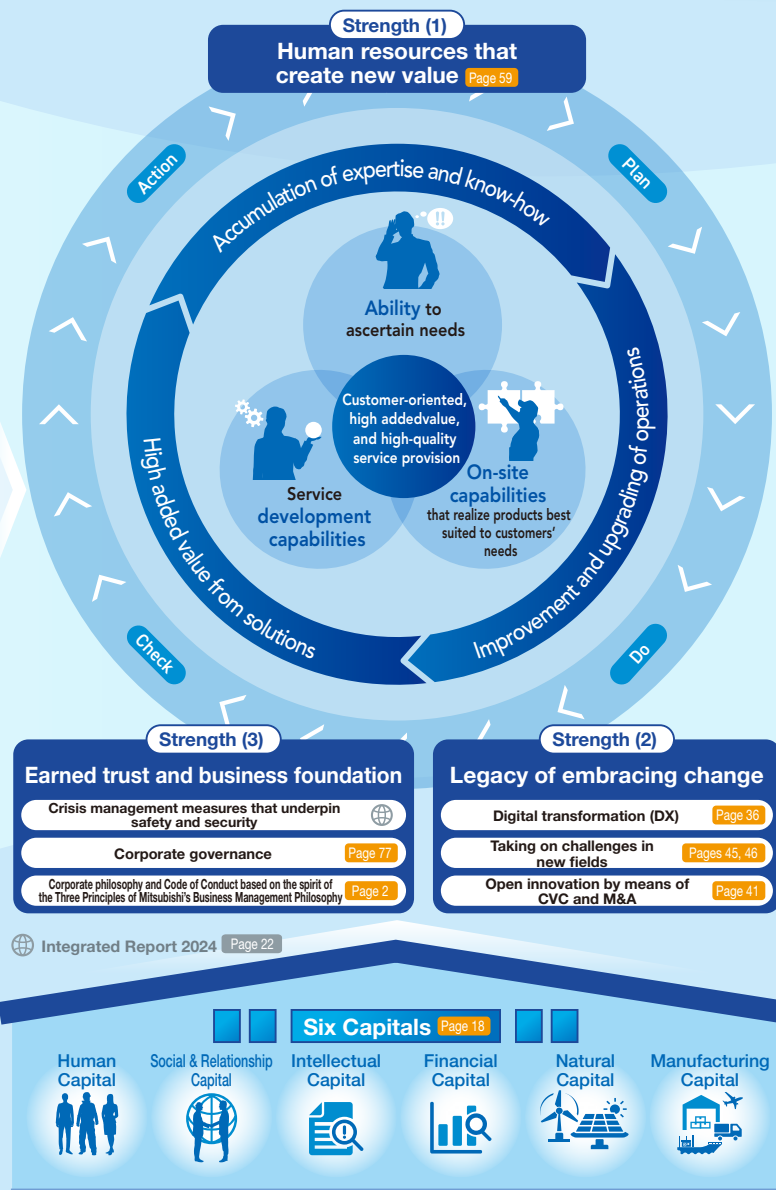 Strength (1)
Human resources that
create new value Page 59
Action
Plan
Accumulation of expertise and know-how
!!
Ability to
ascertain needs
Customer-oriented,
high addedvalue,
and high-quality
service provision
Service
development
capabilities
On-site
capabilities
that realize products best
suited to customers'
needs
Improvement and upgrading of operations
High added value from solutions
Check
Do
Strength (3)
Earned trust and business foundation
Crisis management measures that underpin
safety and security
Corporate governance Page 77
Corporate philosophy and Code of Conduct based on the spirit of
the Three Principles of Mitsubishi's Business Management Philosophy Page 2
Strength (2)
Legacy of embracing change
Digital transformation (DX) Page 36
Taking on challenges in
new fields Pages 45, 46
Open innovation by means of
CVC and M&A Page 41
Integrated Report 2024 Page 22
Six Capitals Page 18
Human
Capital
Social & Relationship
Capital
Intellectual
Capital
Financial
Capital
Natural
Capital
Manufacturing
Capital